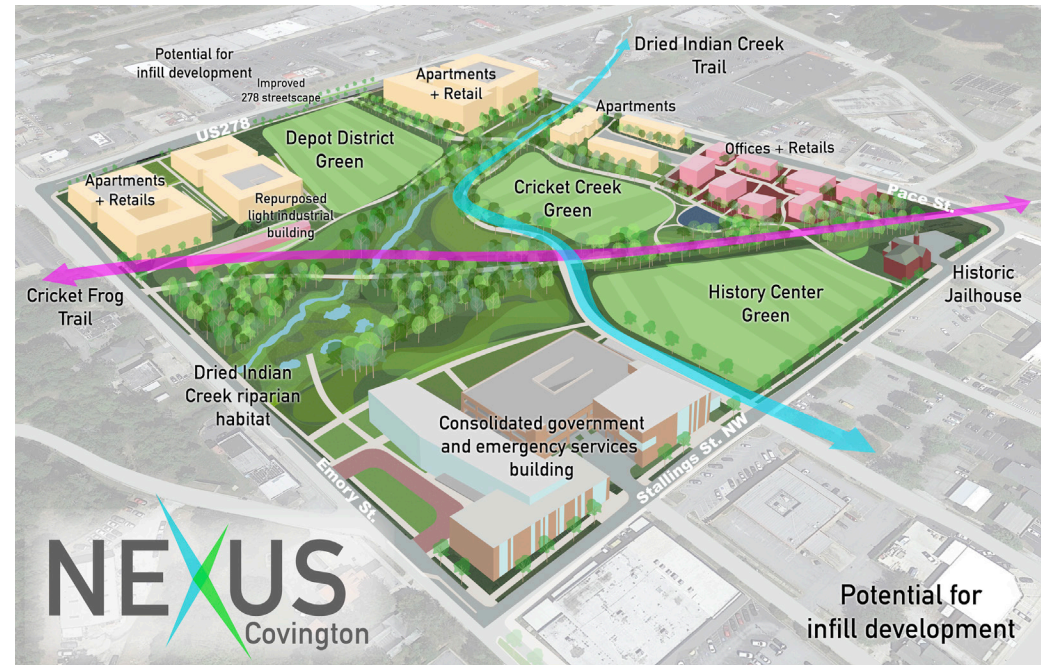 Potential for
infill development
Improved
278 streetscape
US278
Apartments
+ Retail
Dried Indian Creek
Trail
Depot District
Green
Apartments
Offices + Retails
Apartments
+ Retails
Repurposed
light industrial
building
Cricket Creek
Green
Pace St.
Cricket Frog
Trail
History Center
Green
Historic
Jailhouse
Dried Indian
Creek riparian
habitat
Consolidated government
and emergency services
building
Emory St.
Stallings St. NW
NEXUS
Covington
Potential for
infill development